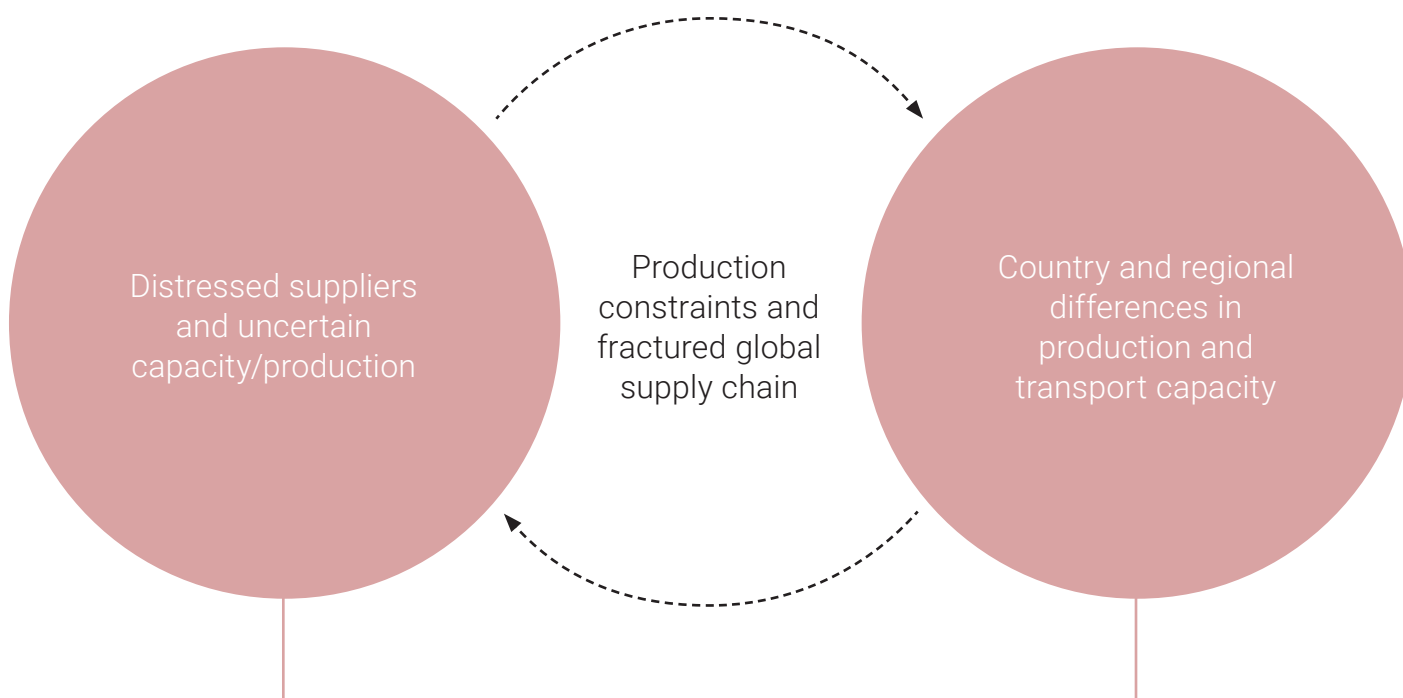 Distressed suppliers
and uncertain
capacity/production
Production
constraints and
fractured global
supply chain
Country and regional
differences in
production and
transport capacity